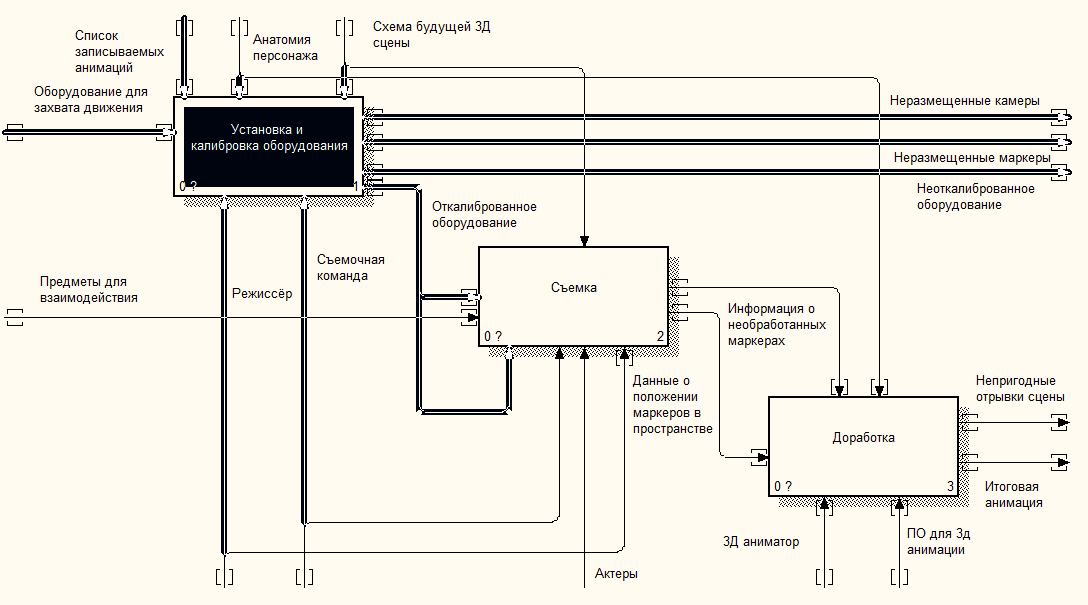 Список
записываемых
анимаций
Анатомия
персонажа
Схема будущей 3Д
сцены
Оборудование для
захвата движения
Установка и
калибровка оборудования
0 ?
1
Неразмещенные камеры
Неразмещенные маркеры
Неоткалиброванное
оборудование
Откалиброванное
оборудование
Съемочная
команда
Режиссёр
Предметы для
взаимодействия
Съемка
0 ?
2
Информация о
необработанных
маркерах
Данные о
положении
маркеров в
пространстве
Непригодные
отрывки сцены
Доработка
0 ?
3
Итоговая
анимация
3Д аниматор
ПО для 3д
анимации
Актеры